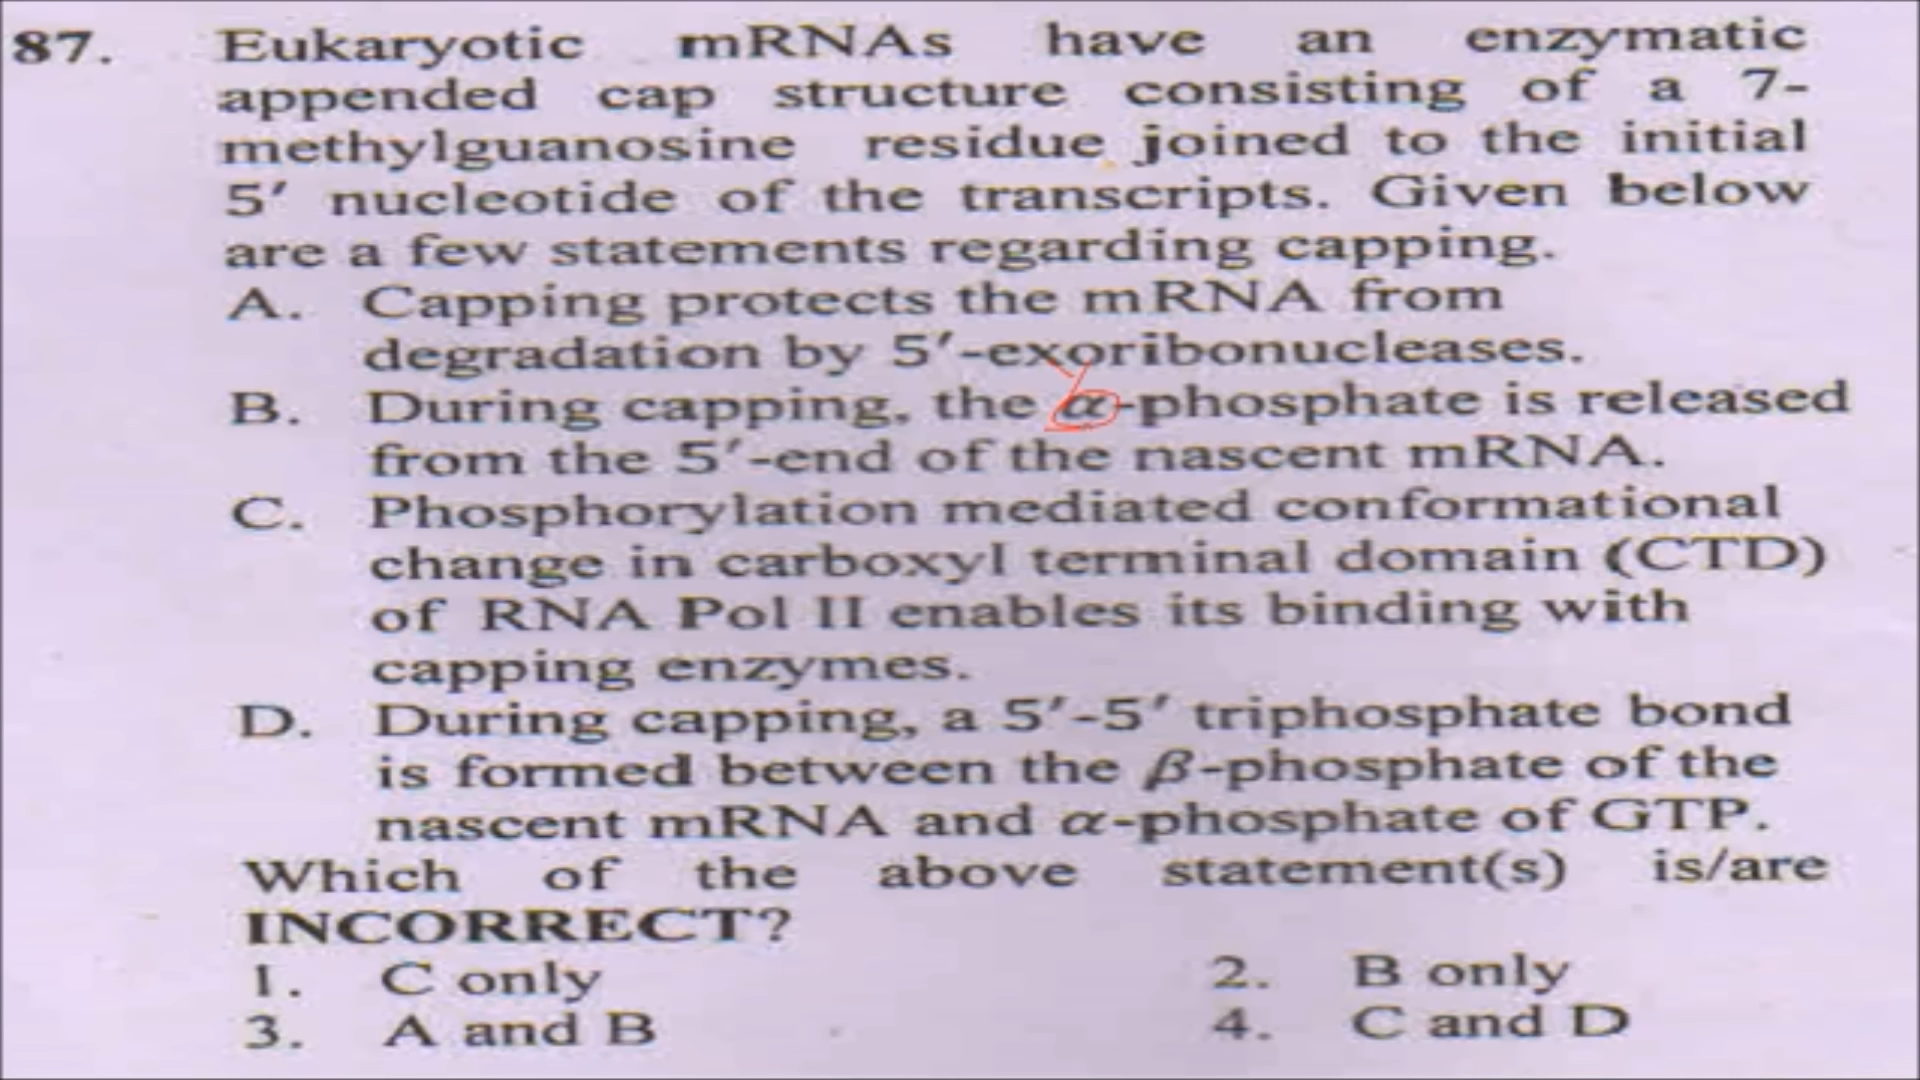 87. Eukaryotic mRNAs have an enzymatic
appended cap structure consisting of a 7-
methylguanosine residue joined to the initial
5′ nucleotide of the transcripts. Given below
are a few statements regarding capping.
A. Capping protects the mRNA from
degradation by 5′-exoribonucleases.
B. During capping, the α-phosphate is released
from the 5′-end of the nascent mRNA.
C. Phosphorylation mediated conformational
change in carboxyl terminal domain (CTD)
of RNA Pol II enables its binding with
capping enzymes.
D. During capping, a 5′-5′ triphosphate bond
is formed between the β-phosphate of the
nascent mRNA and α-phosphate of GTP.
Which of the above statement(s) is/are
INCORRECT?
1. C only 2. B only
3. A and B 4. C and D